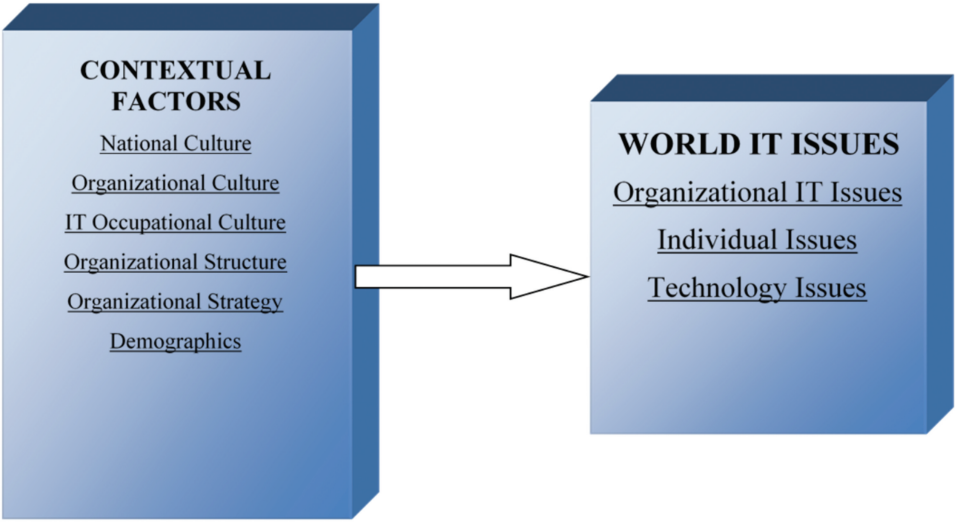 CONTEXTUAL
FACTORS
National Culture
Organizational Culture
IT Occupational Culture
Organizational Structure
Organizational Strategy
Demographics
WORLD IT ISSUES
Organizational IT Issues
Individual Issues
Technology Issues